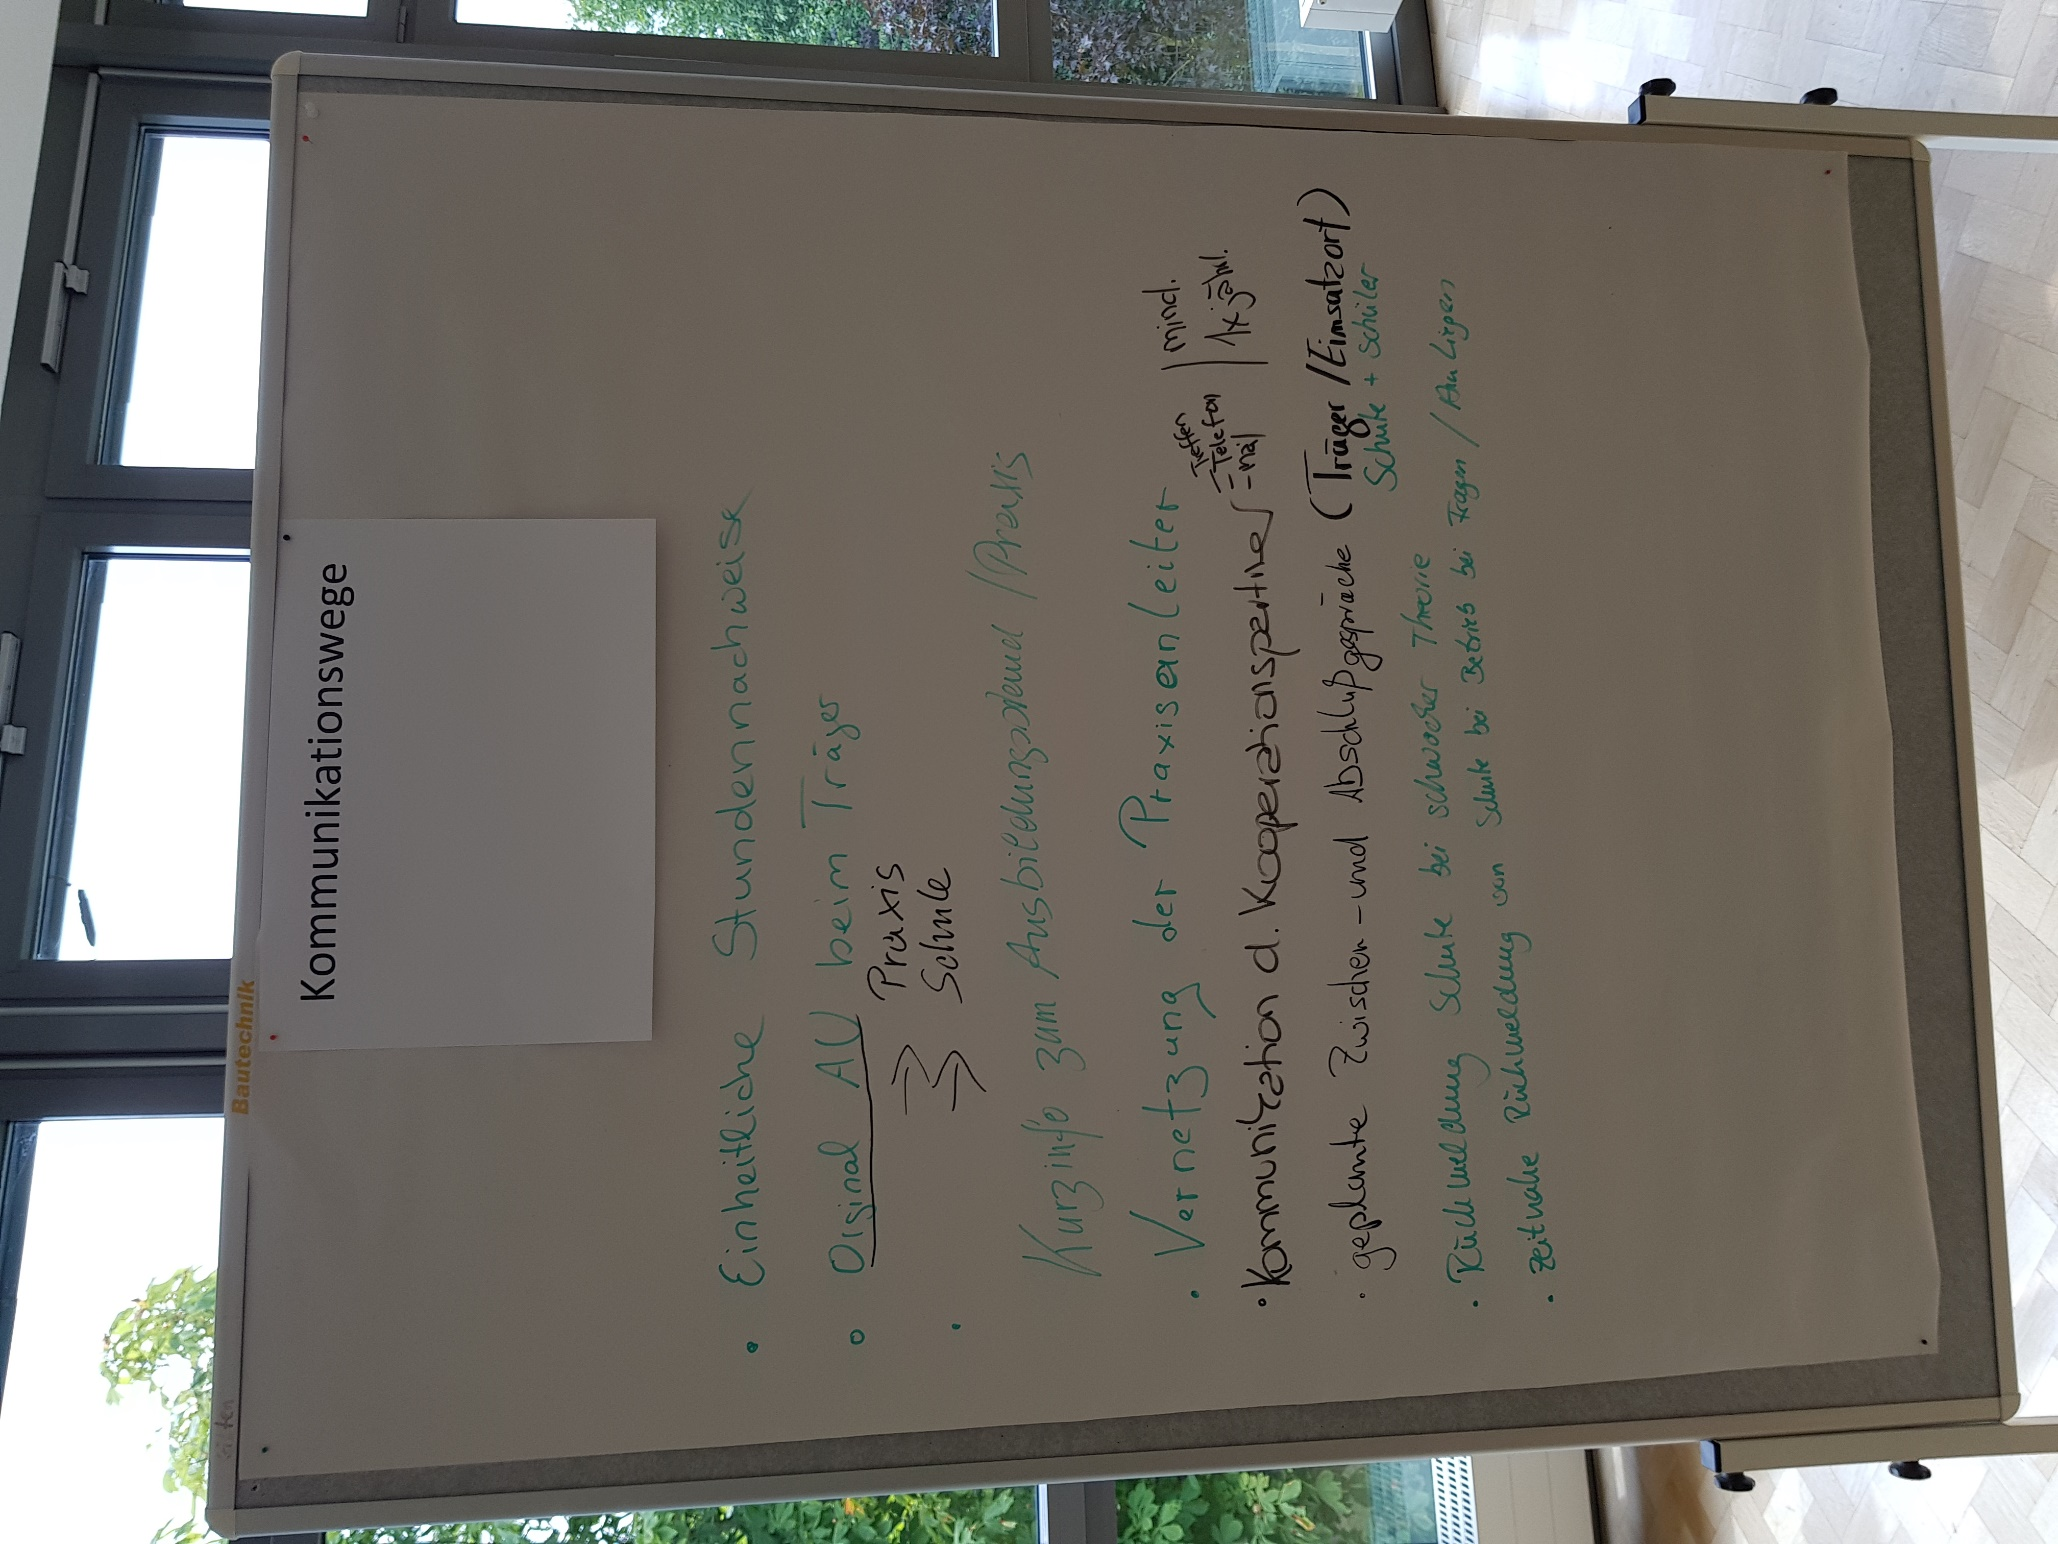 Bautechnik
Kommunikationswege
• Einheitliche Stundennachweise
• Original AU beim Träger
Praxis
Schule
• Kurzinfo zum Ausbildungsstand / Praxis
• Vernetzung der Praxisanleiter
• Kommunikation d. Kooperationspartner
- Treffen
- Telefon
- mail
mind.
1x jährl.
• geplante Zwischen- und Abschlußgespräche (Träger / Einsatzort)
Schule + Schüler
• Rückmeldung Schule bei schwacher Theorie
• zeitnahe Rückmeldung von Schule bei Betrieb bei Fragen / Anliegen